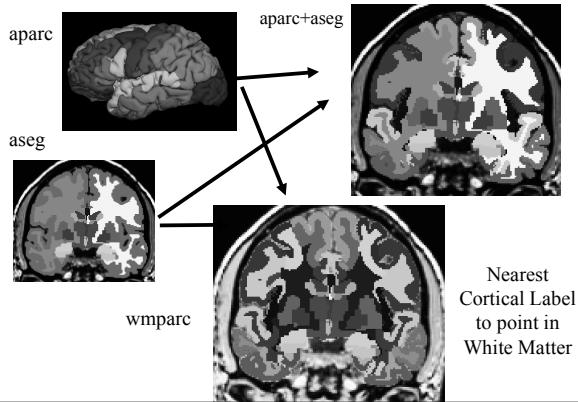 aparc
aparc+aseg
aseg
wmparc
Nearest
Cortical Label
to point in
White Matter